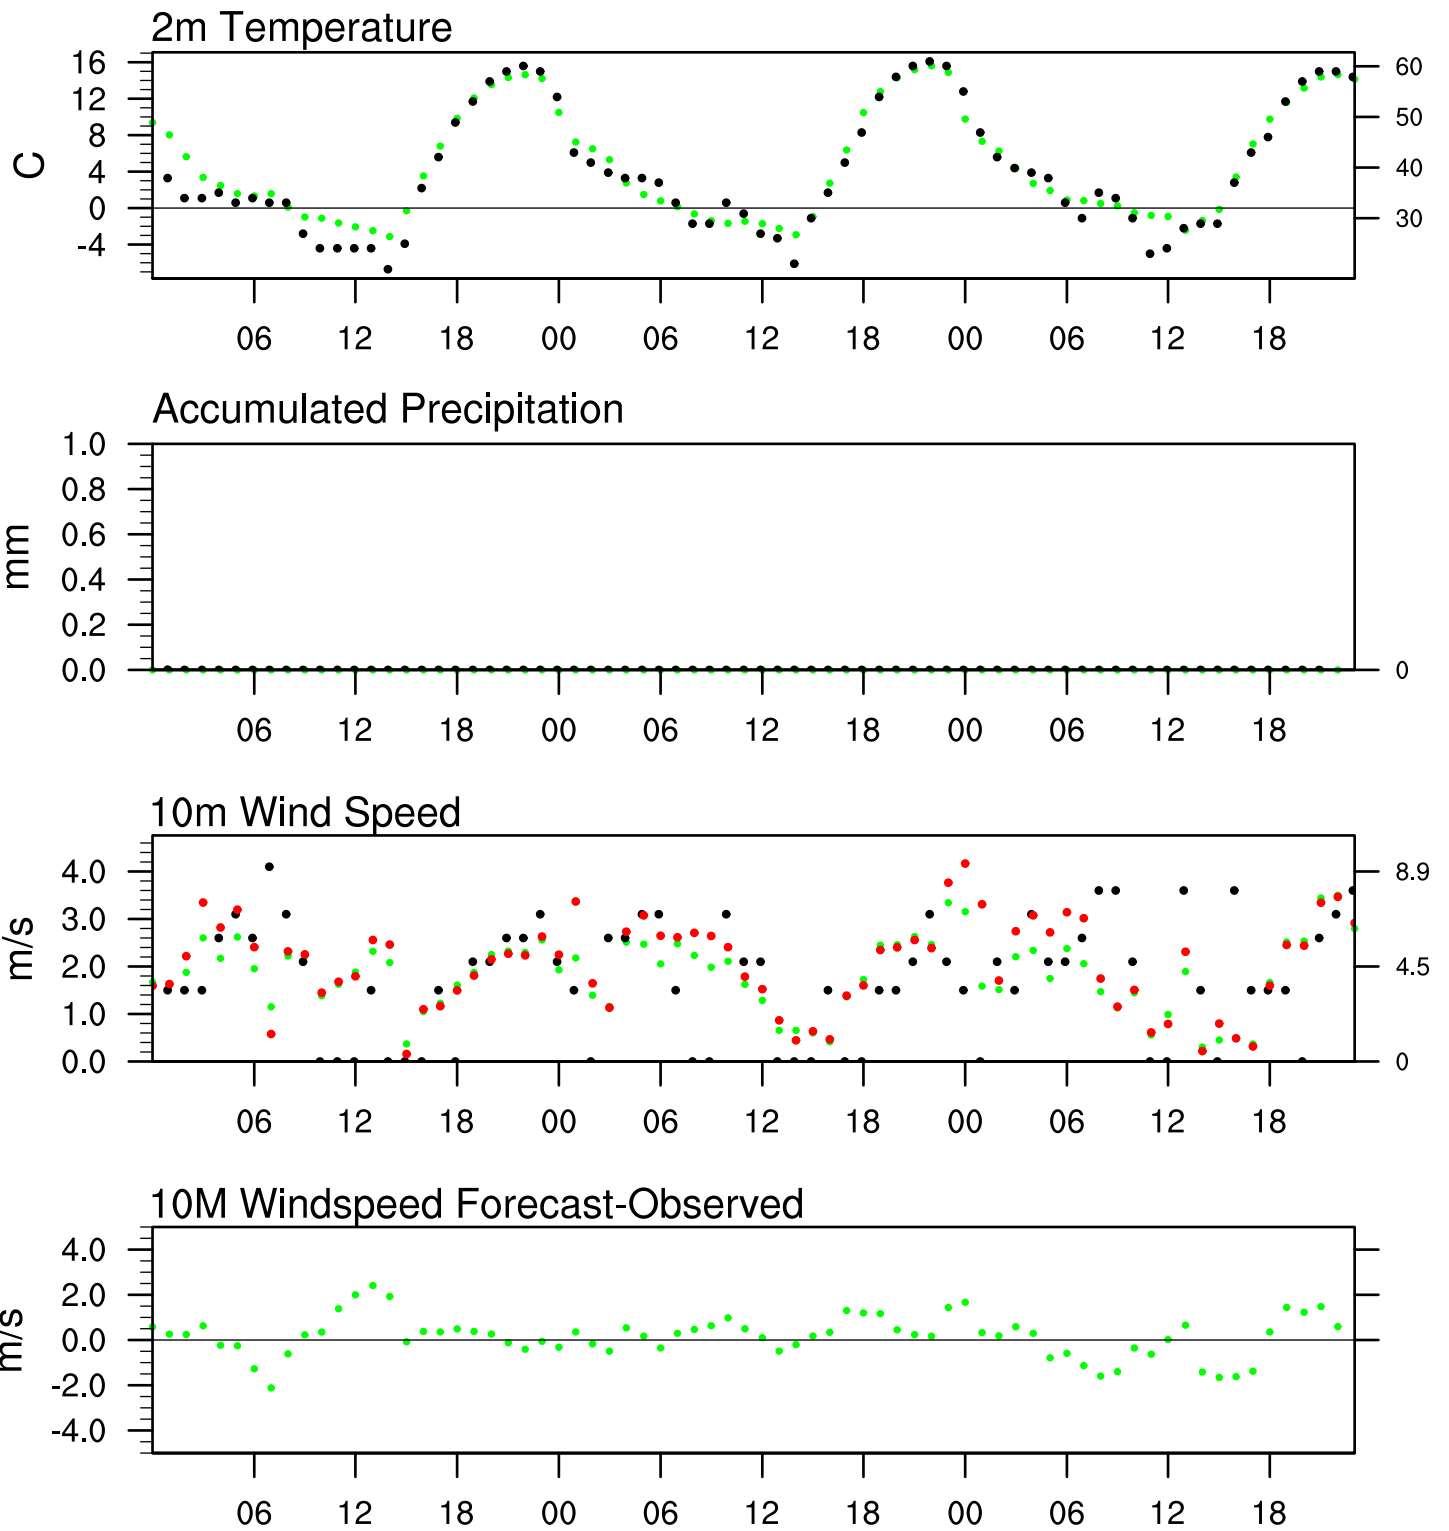 2m Temperature
16
12
8
4
0
-4
C
60
50
40
30
06 12 18 00 06 12 18 00 06 12 18
Accumulated Precipitation
1.0
0.8
0.6
0.4
0.2
0.0
mm
0
06 12 18 00 06 12 18 00 06 12 18
10m Wind Speed
4.0
3.0
2.0
1.0
0.0
m/s
8.9
4.5
0
06 12 18 00 06 12 18 00 06 12 18
10M Windspeed Forecast-Observed
4.0
2.0
0.0
-2.0
-4.0
m/s
06 12 18 00 06 12 18 00 06 12 18